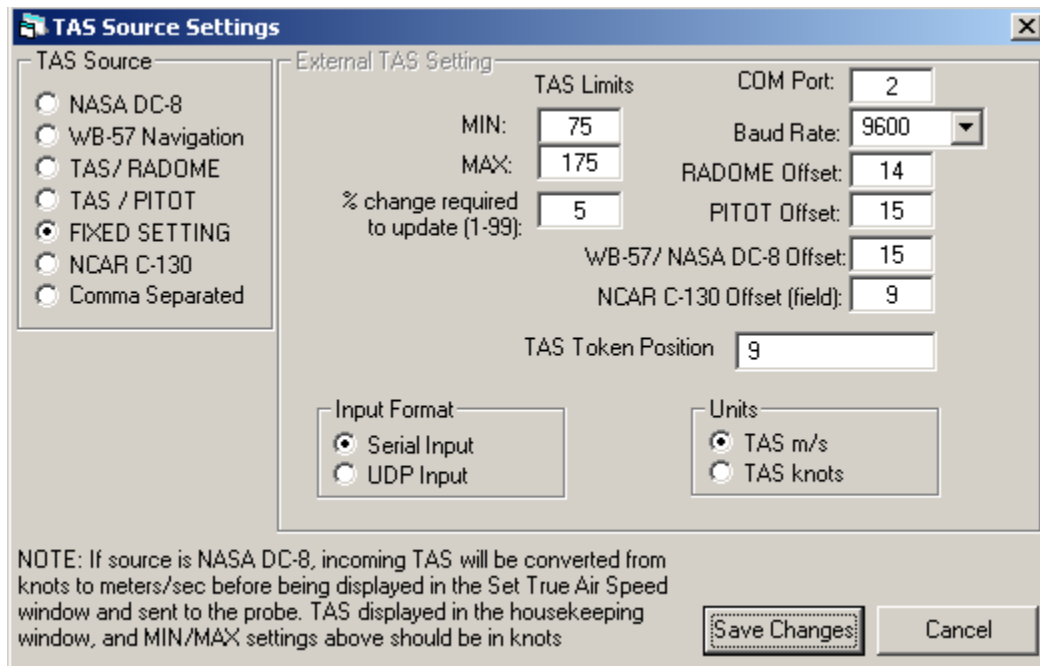 TAS Source Settings
TAS Source
NASA DC-8
WB-57 Navigation
TAS/ RADOME
TAS / PITOT
FIXED SETTING
NCAR C-130
Comma Separated
External TAS Setting
TAS Limits
MIN: 75
MAX: 175
% change required
to update (1-99): 5
COM Port: 2
Baud Rate: 9600
RADOME Offset: 14
PITOT Offset: 15
WB-57/ NASA DC-8 Offset: 15
NCAR C-130 Offset (field): 9
TAS Token Position 9
Input Format
Serial Input
UDP Input
Units
TAS m/s
TAS knots
NOTE: If source is NASA DC-8, incoming TAS will be converted from
knots to meters/sec before being displayed in the Set True Air Speed
window and sent to the probe. TAS displayed in the housekeeping
window, and MIN/MAX settings above should be in knots
Save Changes
Cancel